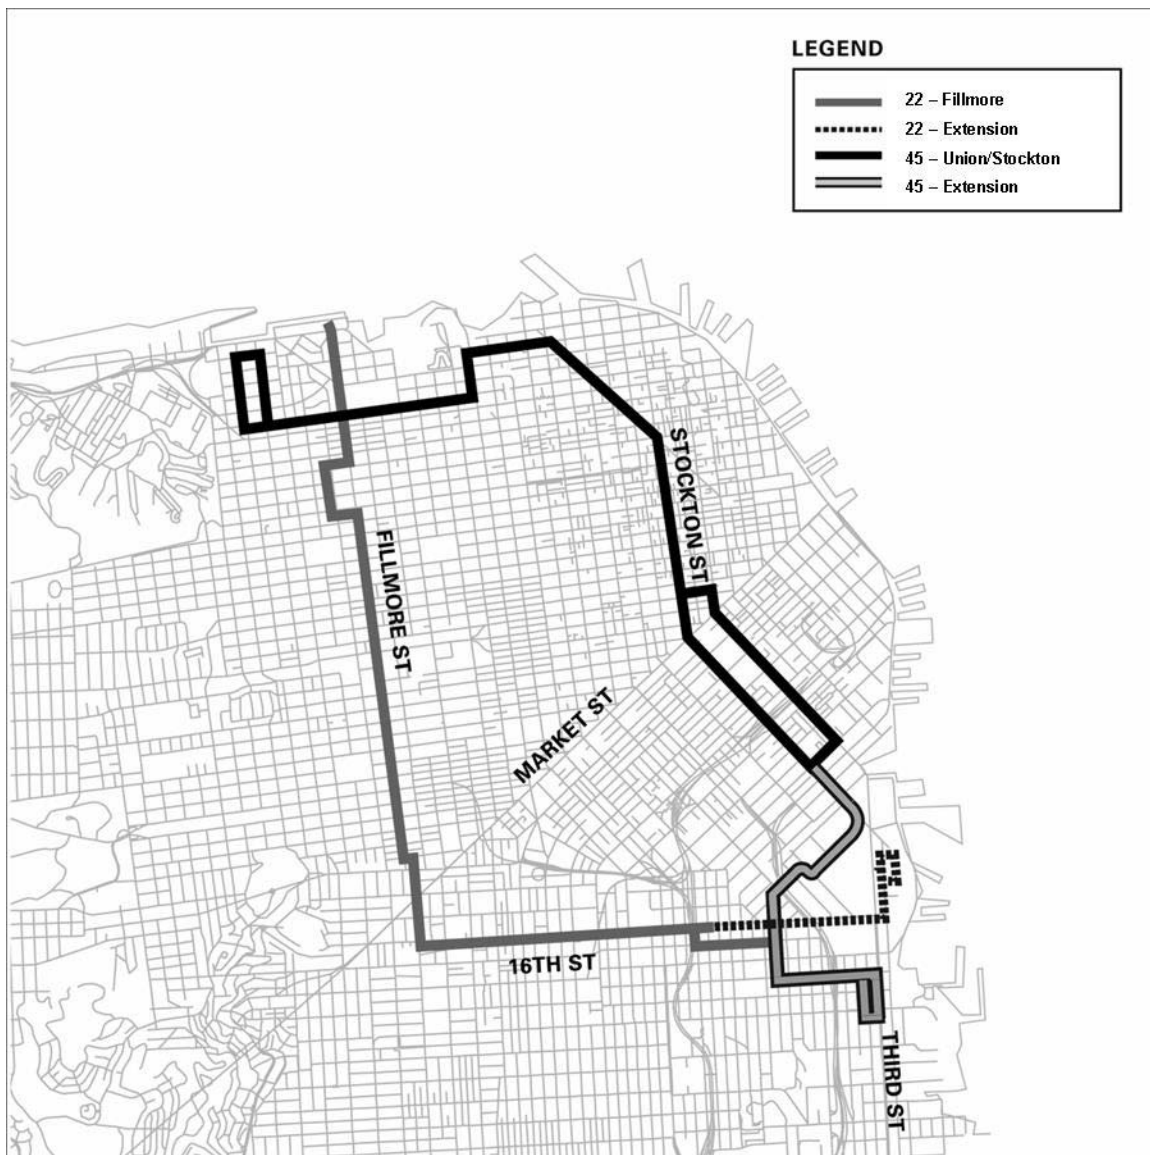 LEGEND
22 – Fillmore
22 – Extension
45 – Union/Stockton
45 – Extension
STOCKTON ST
FILLMORE ST
MARKET ST
16TH ST
THIRD ST